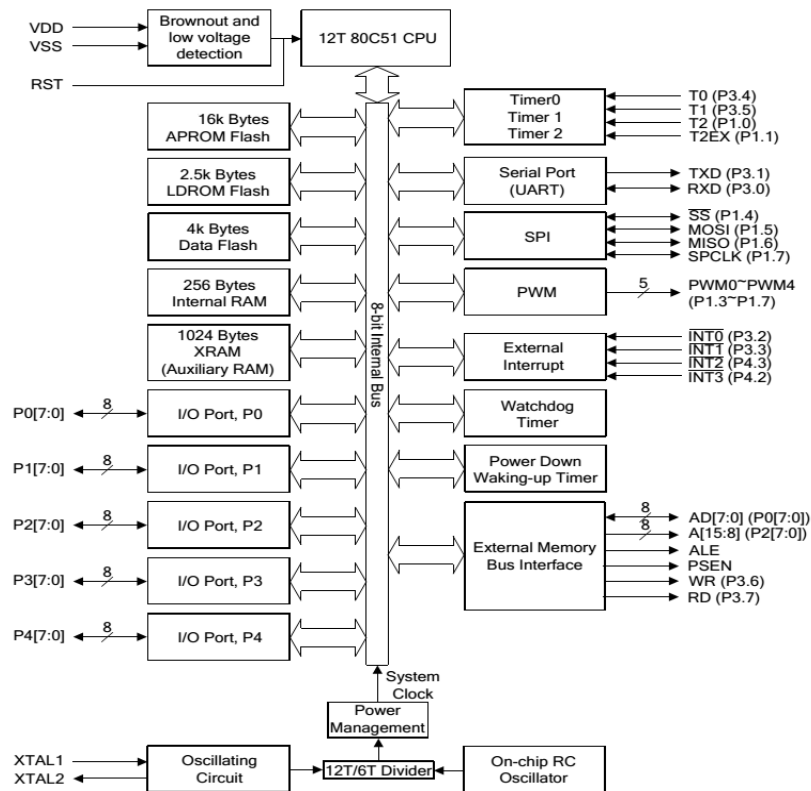 VDD
VSS
Brownout and
low voltage
detection
12T 80C51 CPU
RST
16k Bytes
APROM Flash
2.5k Bytes
LDROM Flash
4k Bytes
Data Flash
256 Bytes
Internal RAM
1024 Bytes
XRAM
(Auxiliary RAM)
P0[7:0]
8
I/O Port, P0
P1[7:0]
8
I/O Port, P1
P2[7:0]
8
I/O Port, P2
P3[7:0]
8
I/O Port, P3
P4[7:0]
8
I/O Port, P4
8-bit Internal Bus
Timer0
Timer 1
Timer 2
T0 (P3.4)
T1 (P3.5)
T2 (P1.0)
T2EX (P1.1)
Serial Port
(UART)
TXD (P3.1)
RXD (P3.0)
SPI
SS (P1.4)
MOSI (P1.5)
MISO (P1.6)
SPCLK (P1.7)
PWM
5
PWM0~PWM4
(P1.3~P1.7)
External
Interrupt
INT0 (P3.2)
INT1 (P3.3)
INT2 (P4.3)
INT3 (P4.2)
Watchdog
Timer
Power Down
Waking-up Timer
External Memory
Bus Interface
8
AD[7:0] (P0[7:0])
8
A[15:8] (P2[7:0])
ALE
PSEN
WR (P3.6)
RD (P3.7)
System
Clock
Power
Management
XTAL1
XTAL2
Oscillating
Circuit
12T/6T Divider
On-chip RC
Oscillator